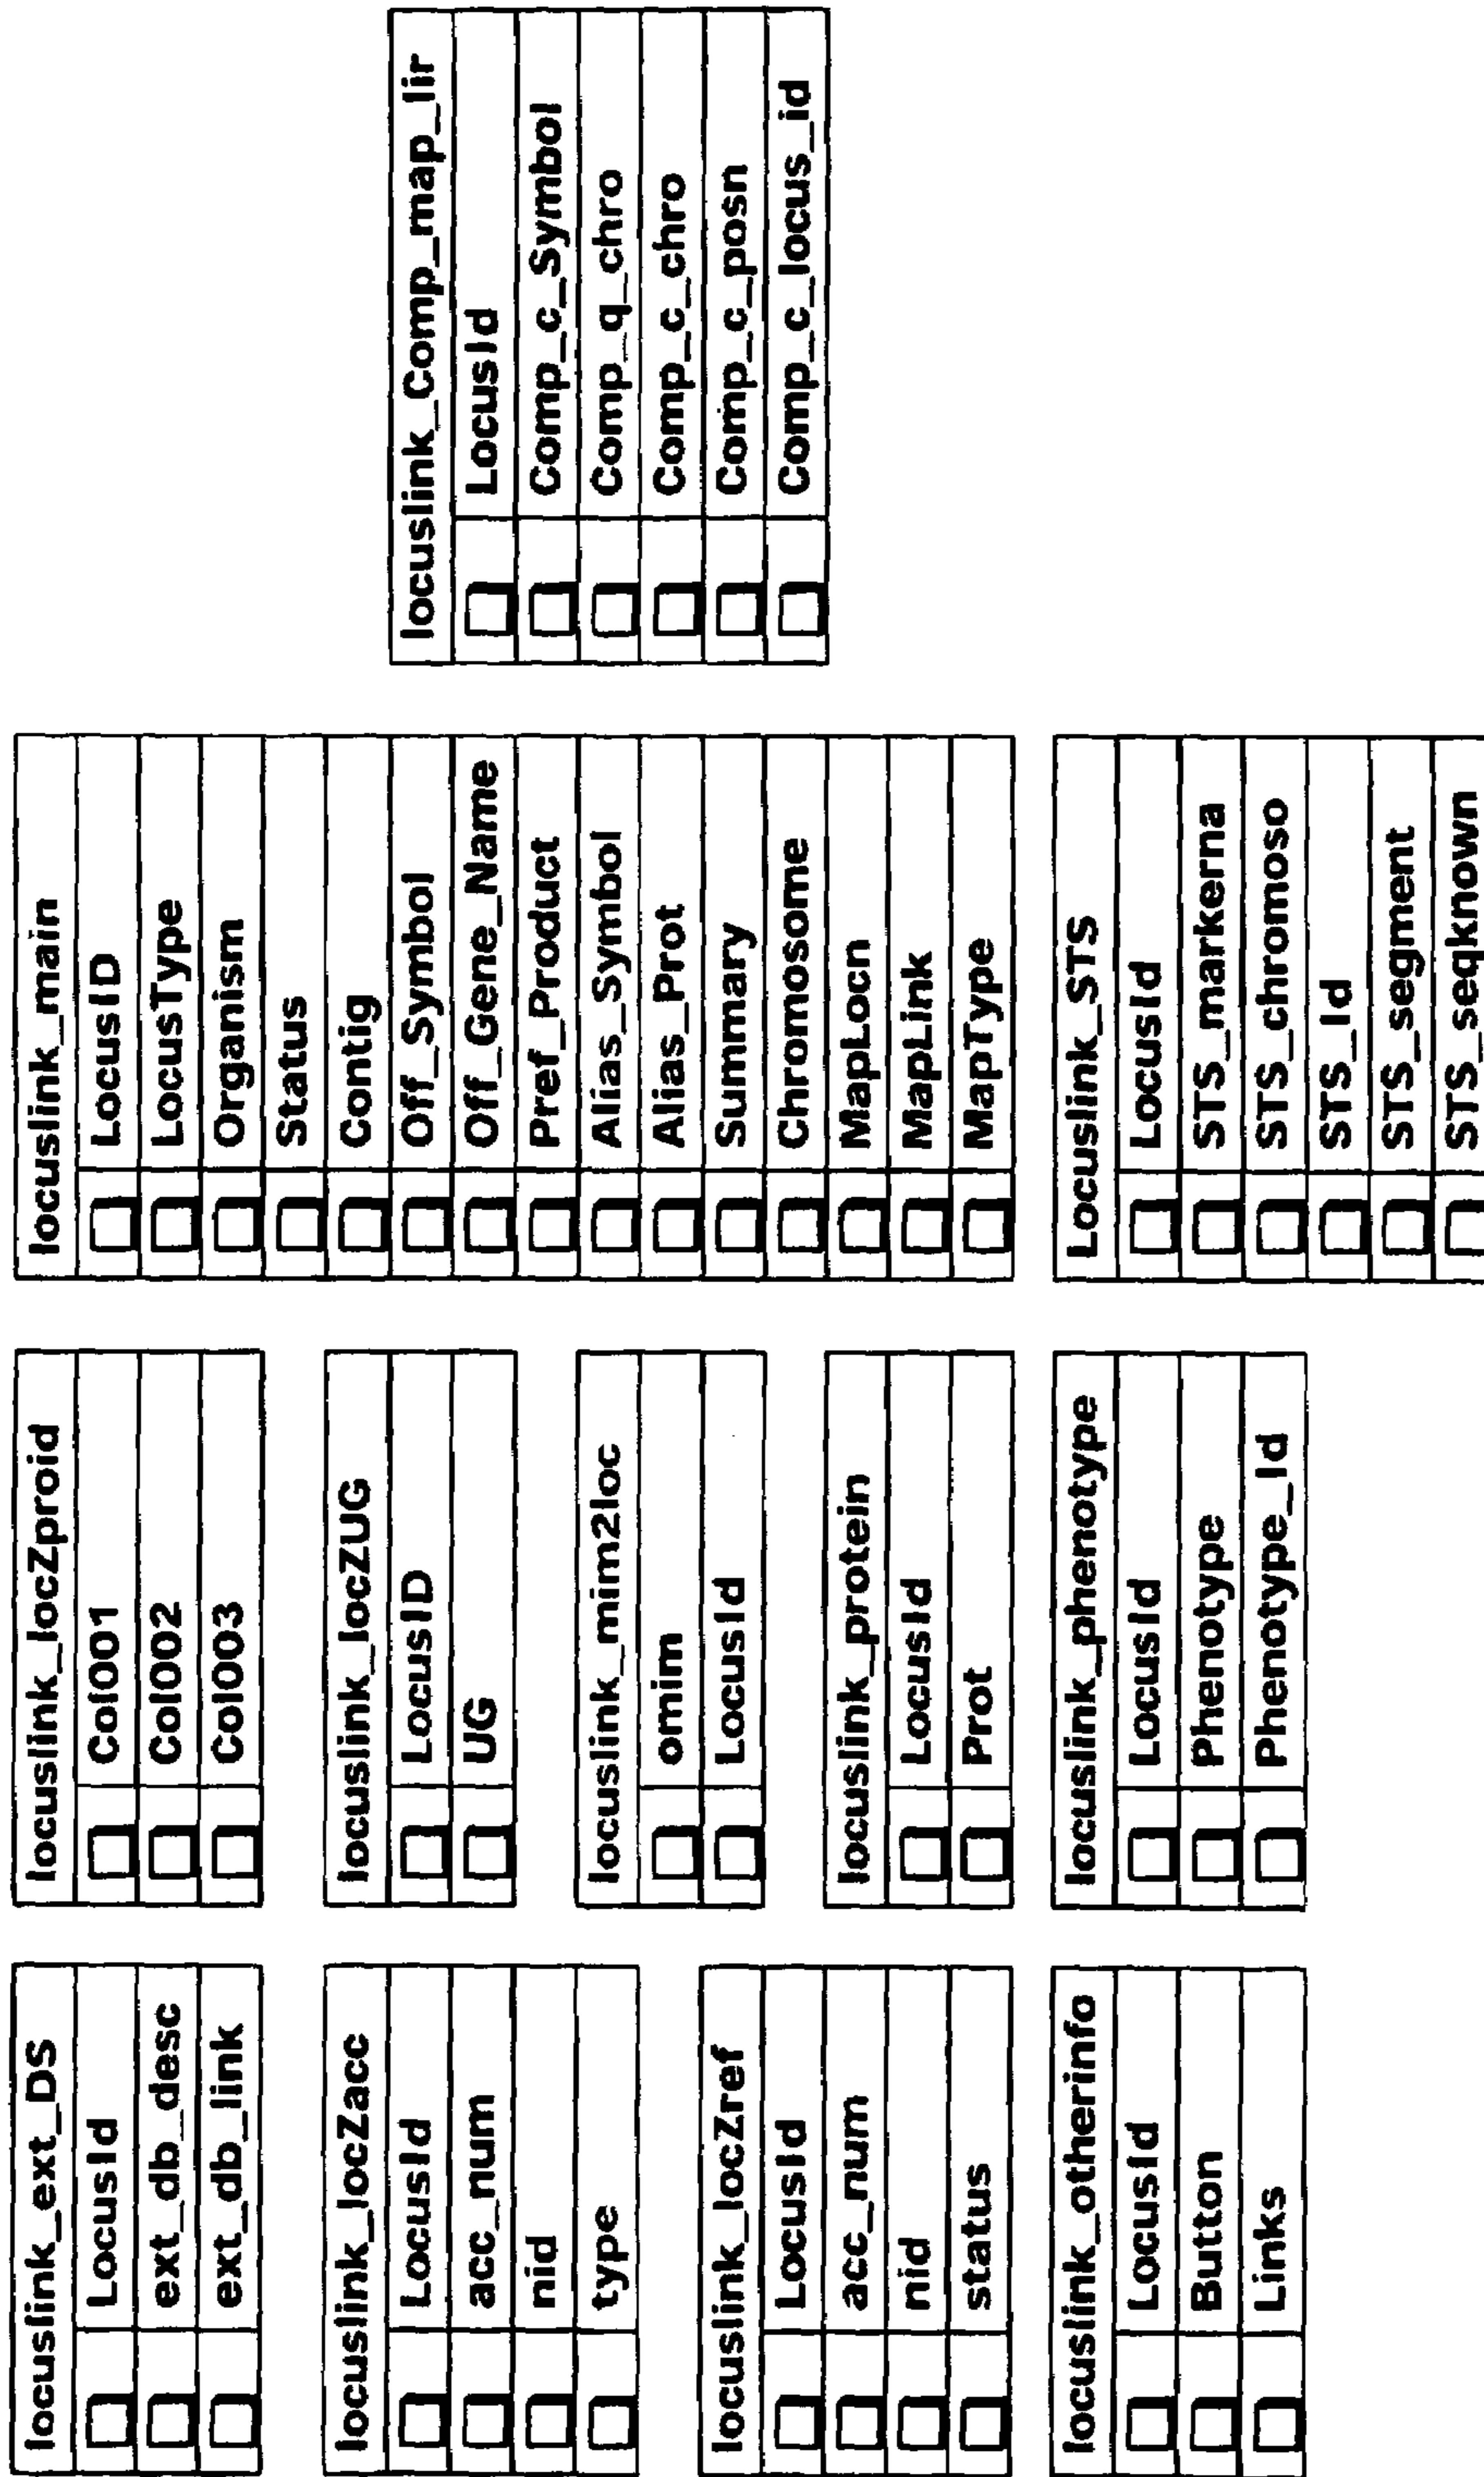 locuslink_ext_DS
LocusId
ext_db_desc
ext_db_link
locuslink_locZproid
Col001
Col002
Col003
locuslink_main
LocusID
LocusType
Organism
Status
Contig
Off_Symbol
Off_Gene_Name
Pref_Product
Alias_Symbol
Alias_Prot
Summary
Chromosome
MapLocn
MapLink
MapType
locuslink_Comp_map_lir
LocusId
Comp_c_Symbol
Comp_q_chro
Comp_c_chro
Comp_c_posn
Comp_c_locus_id
locuslink_locZacc
LocusId
acc_num
nid
type
locuslink_locZUG
LocusID
UG
locuslink_mim2loc
omim
LocusId
locuslink_locZref
LocusId
acc_num
nid
status
locuslink_protein
LocusId
Prot
locuslink_otherinfo
LocusId
Button
Links
locuslink_phenotype
LocusId
Phenotype
Phenotype_Id
Locuslink_STS
LocusId
STS_markerna
STS_chromoso
STS_Id
STS_segment
STS_seqknown